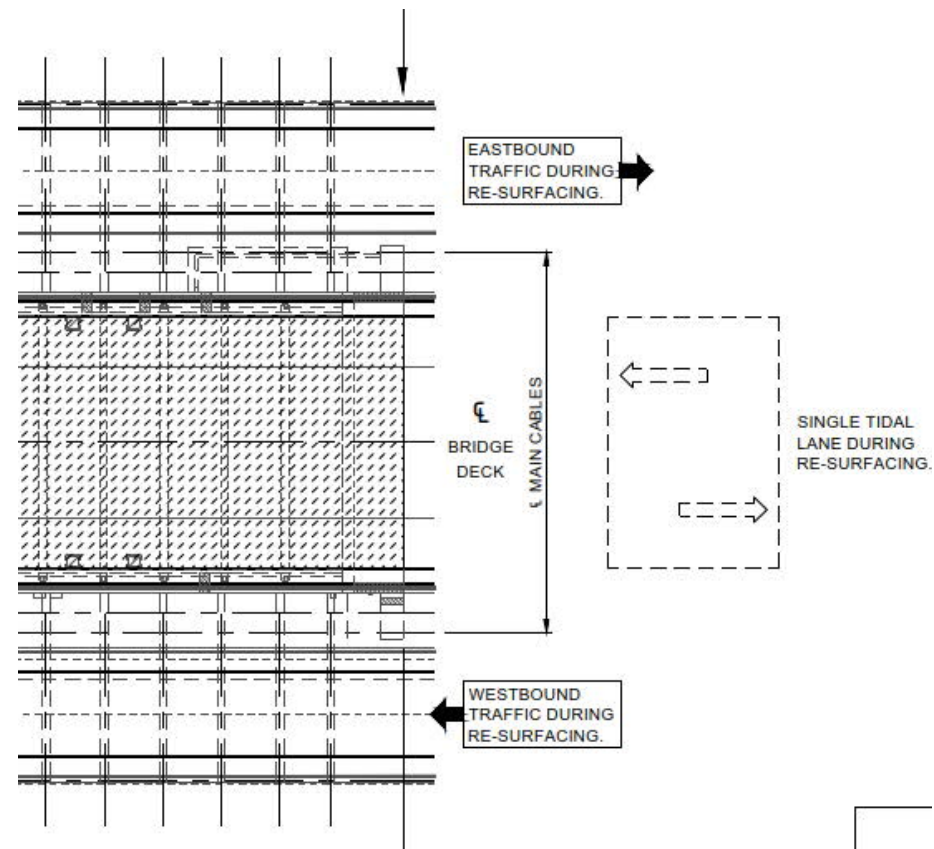 EASTBOUND
TRAFFIC DURING
RE-SURFACING.
℄
BRIDGE
DECK
℄ MAIN CABLES
SINGLE TIDAL
LANE DURING
RE-SURFACING.
WESTBOUND
TRAFFIC DURING
RE-SURFACING.